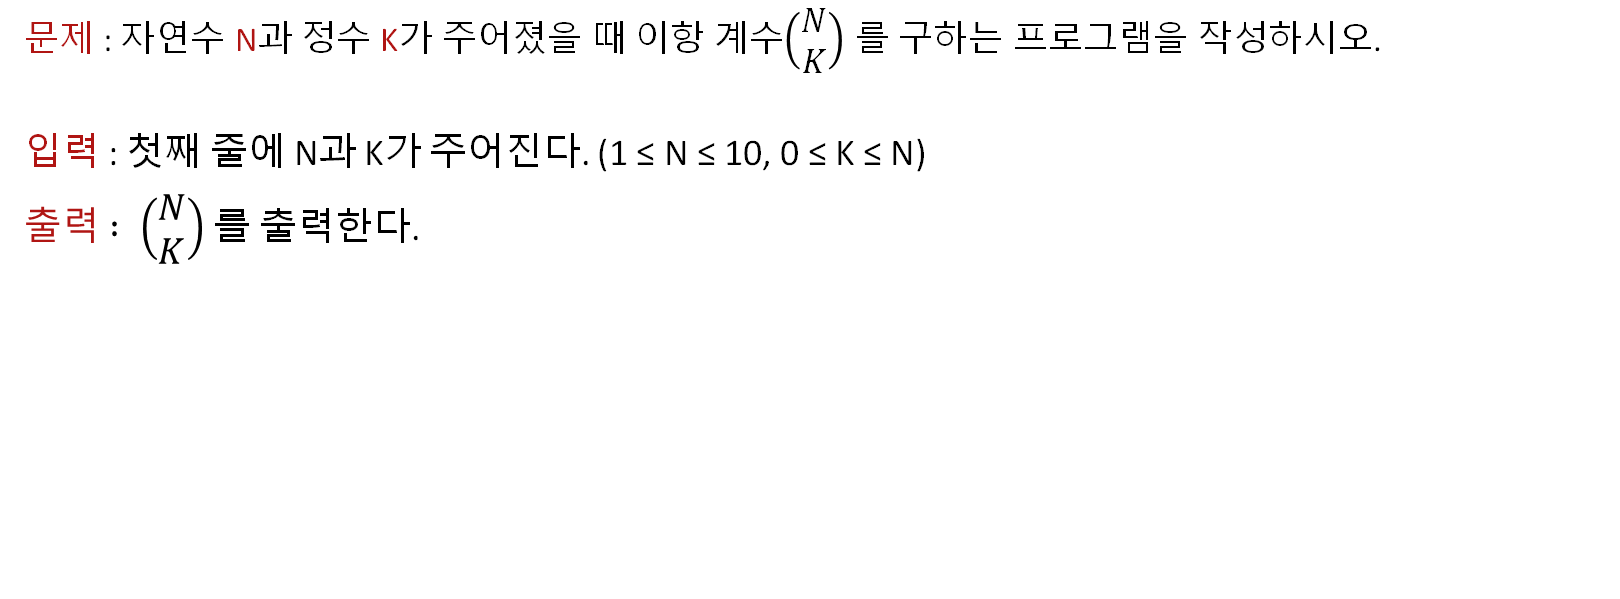 문제 : 자연수 N과 정수 K가 주어졌을 때 이항 계수(N K) 를 구하는 프로그램을 작성하시오.
입력 : 첫째 줄에 N과 K가 주어진다. (1 ≤ N ≤ 10, 0 ≤ K ≤ N)
출력 : (N K) 를 출력한다.